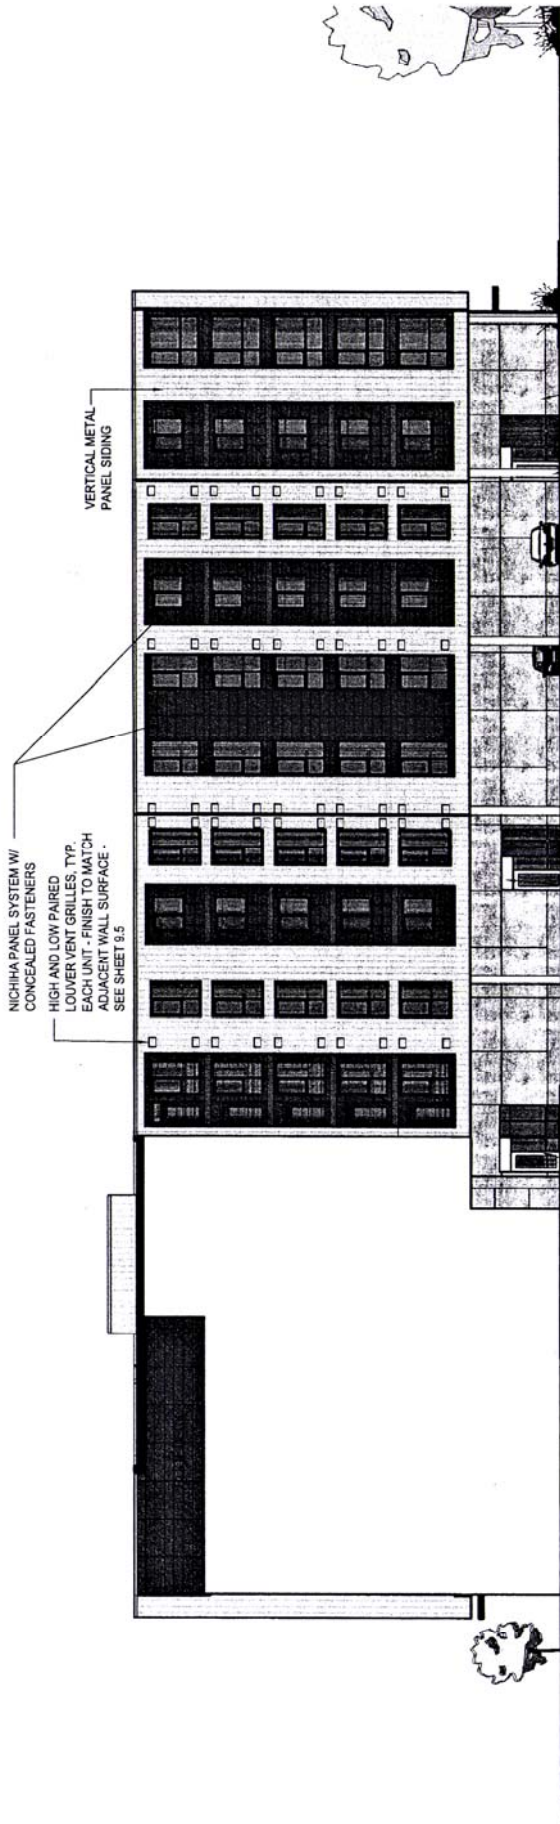 NICHIHA PANEL SYSTEM W/
CONCEALED FASTENERS
HIGH AND LOW PAIRED
LOUVER VENT GRILLES, TYP.
EACH UNIT - FINISH TO MATCH
ADJACENT WALL SURFACE -
SEE SHEET 9.5
VERTICAL METAL
PANEL SIDING